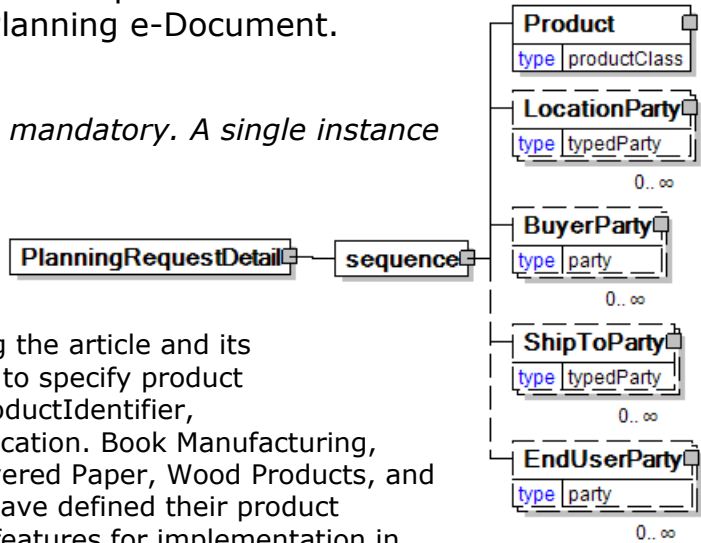 Planning e-Document.
mandatory. A single instance
g the article and its
to specify product
oductIdentifier,
cation. Book Manufacturing,
vered Paper, Wood Products, and
ave defined their product
features for implementation in
PlanningRequestDetail
sequence
Product
type productClass
LocationParty
type typedParty
0.. ∞
BuyerParty
type party
0.. ∞
ShipToParty
type typedParty
0.. ∞
EndUserParty
type party
0.. ∞